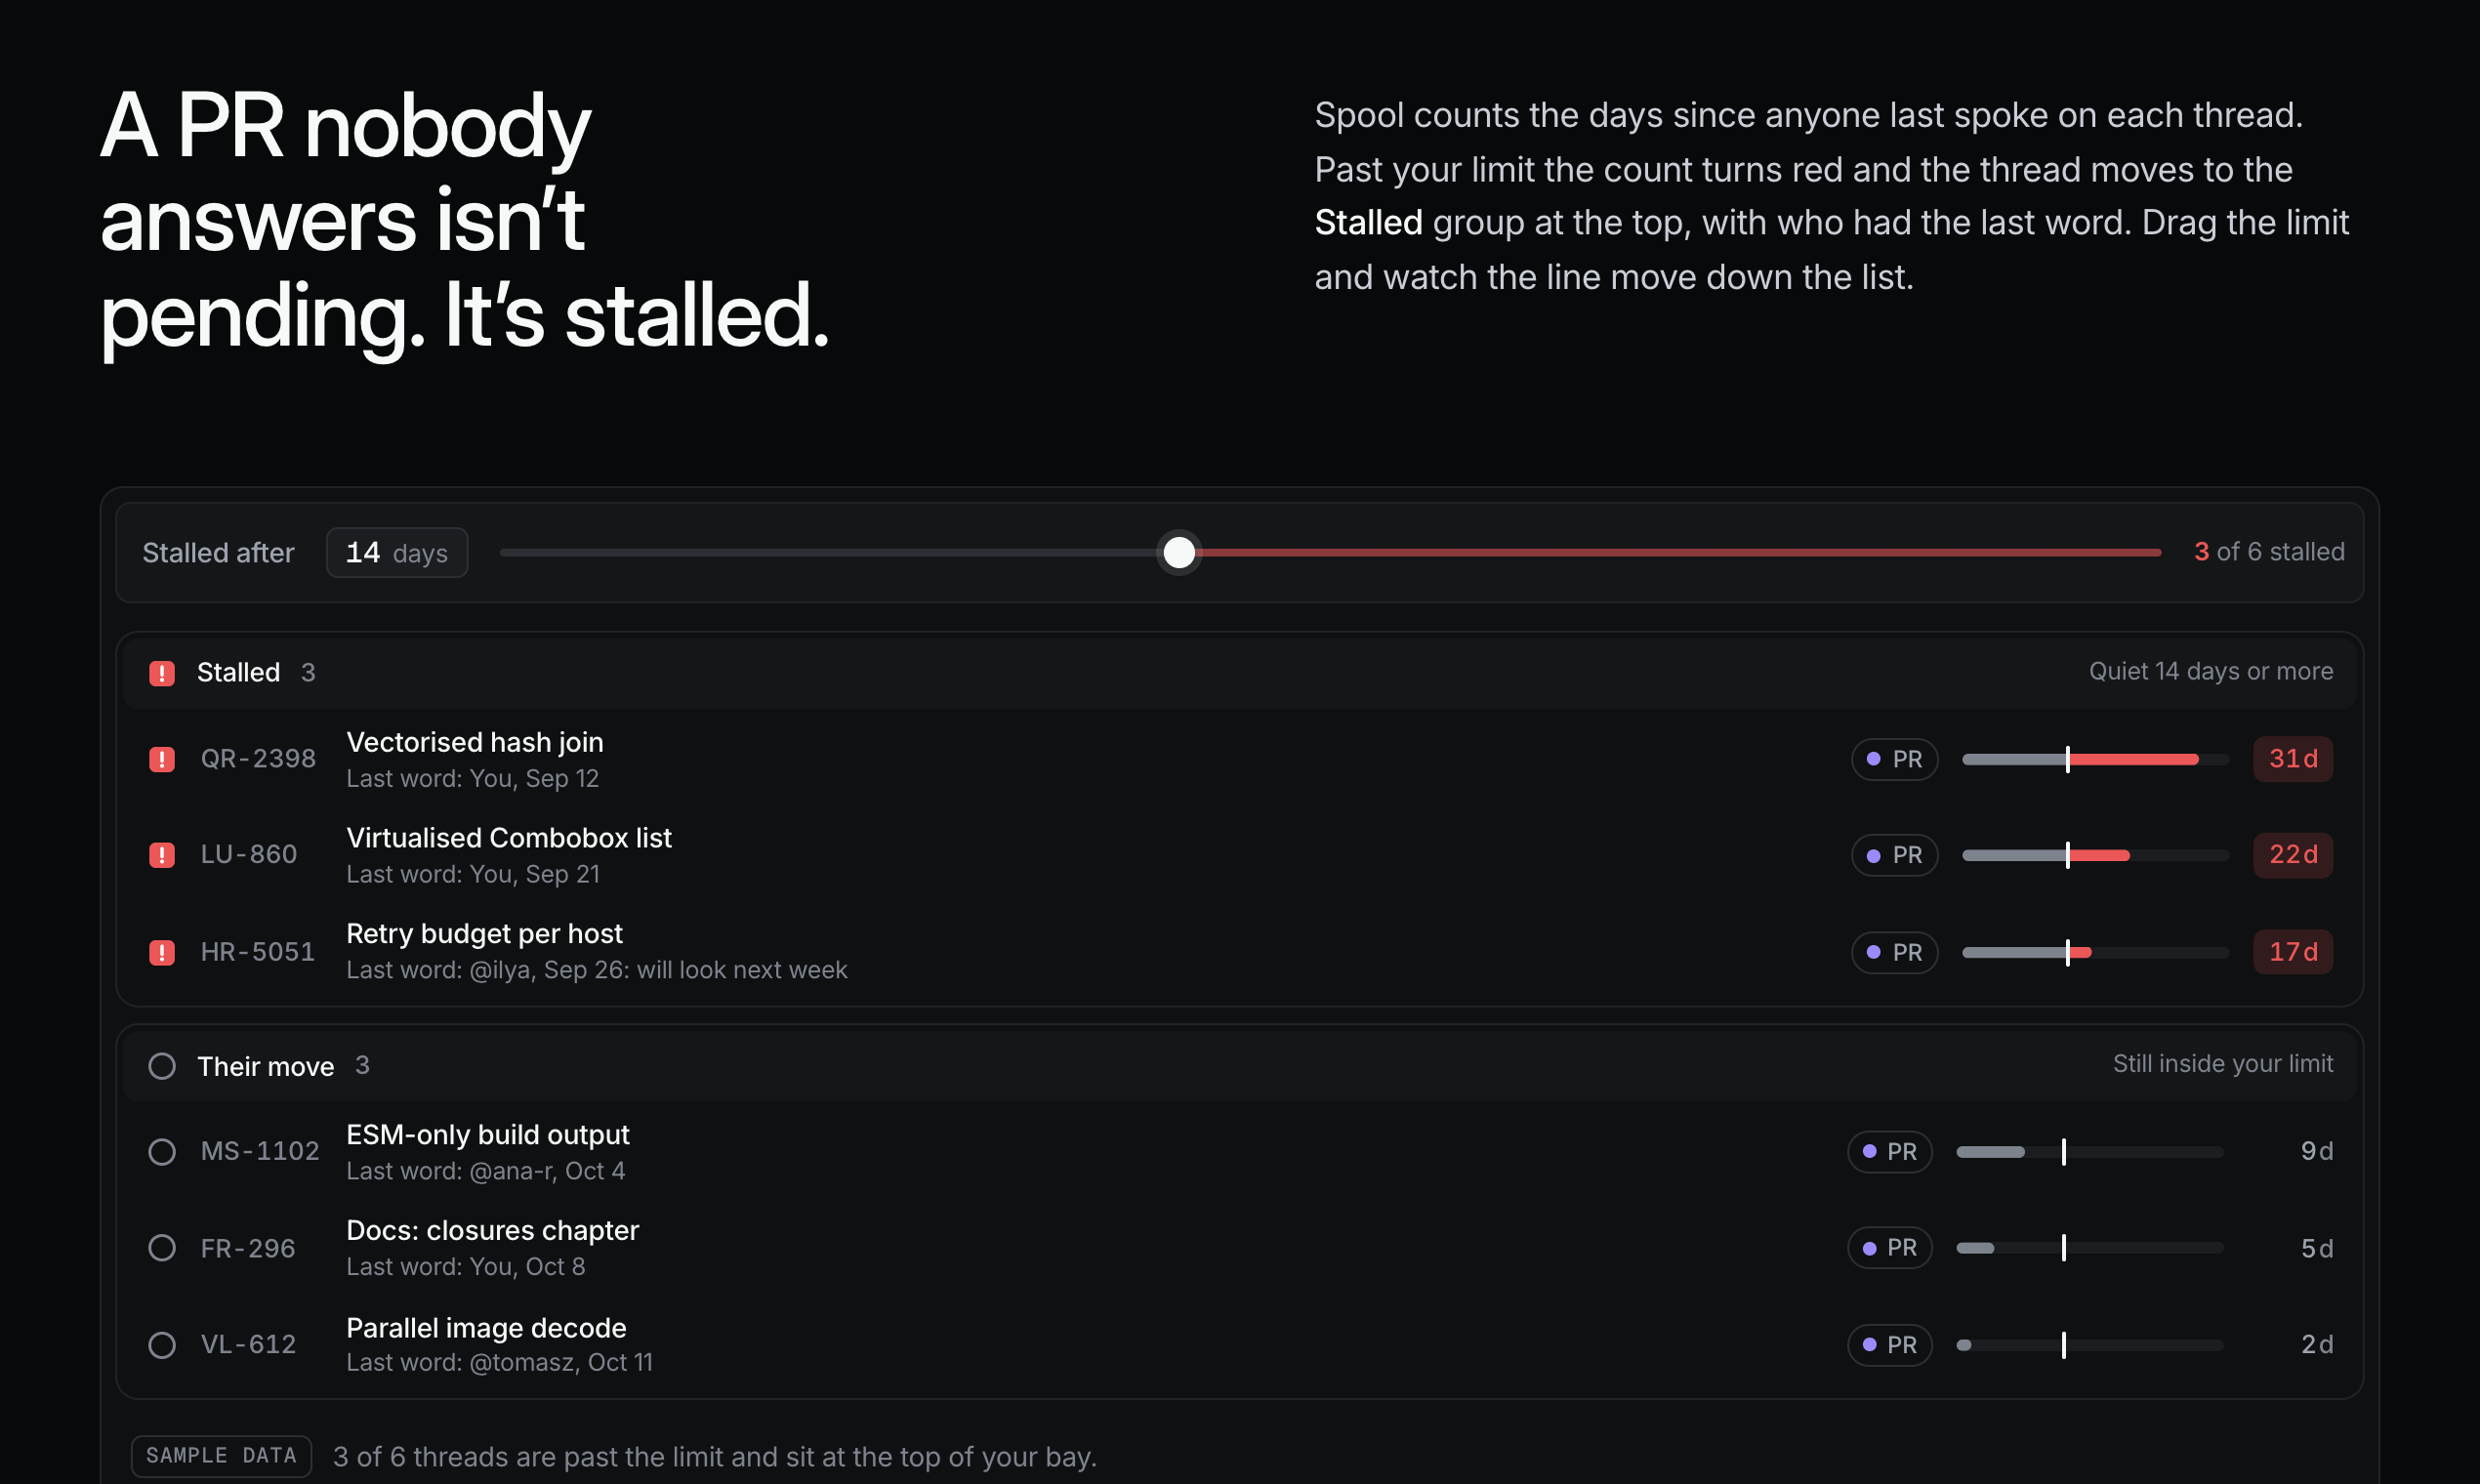 A PR nobody
answers isn’t
pending. It’s stalled.
Spool counts the days since anyone last spoke on each thread.
Past your limit the count turns red and the thread moves to the
Stalled group at the top, with who had the last word. Drag the limit
and watch the line move down the list.
Stalled after 14 days 3 of 6 stalled
! Stalled 3 Quiet 14 days or more
! QR-2398 Vectorised hash join PR 31d
Last word: You, Sep 12
! LU-860 Virtualised Combobox list PR 22d
Last word: You, Sep 21
! HR-5051 Retry budget per host PR 17d
Last word: @ilya, Sep 26: will look next week
Their move 3 Still inside your limit
MS-1102 ESM-only build output PR 9d
Last word: @ana-r, Oct 4
FR-296 Docs: closures chapter PR 5d
Last word: You, Oct 8
VL-612 Parallel image decode PR 2d
Last word: @tomasz, Oct 11
SAMPLE DATA 3 of 6 threads are past the limit and sit at the top of your bay.